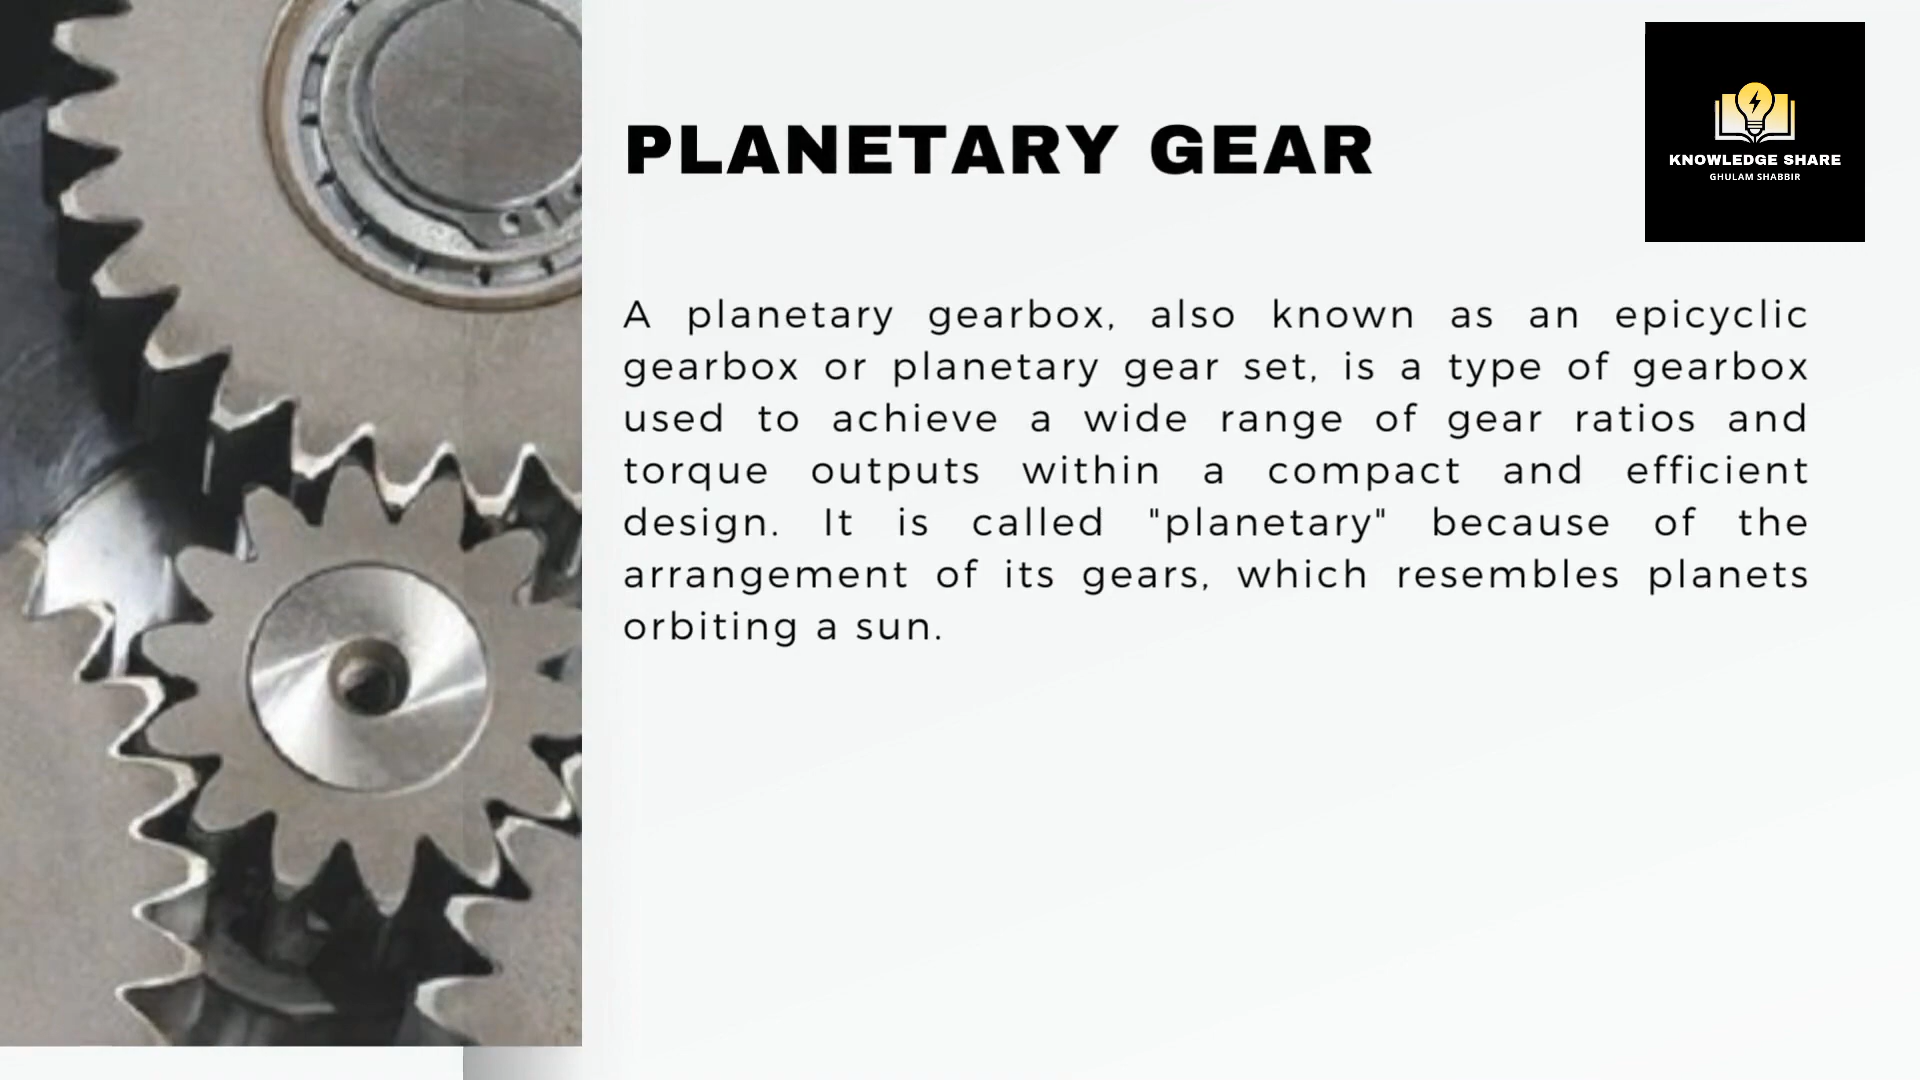 PLANETARY GEAR
KNOWLEDGE SHARE
GHULAM SHABBIR
A planetary gearbox, also known as an epicyclic
gearbox or planetary gear set, is a type of gearbox
used to achieve a wide range of gear ratios and
torque outputs within a compact and efficient
design. It is called "planetary" because of the
arrangement of its gears, which resembles planets
orbiting a sun.